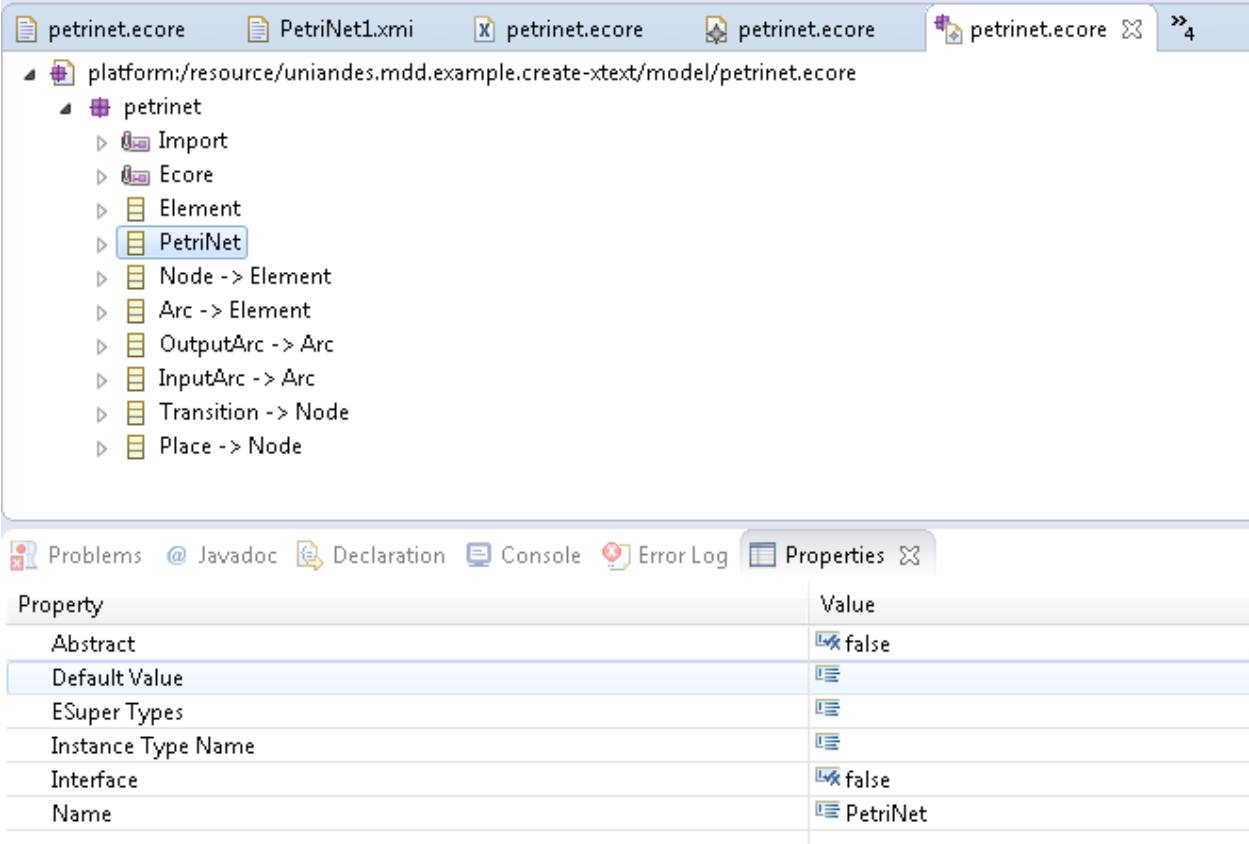 petrinet.ecore PetriNet1.xmi petrinet.ecore petrinet.ecore petrinet.ecore »4
platform:/resource/uniandes.mdd.example.create-xtext/model/petrinet.ecore
petrinet
Import
Ecore
Element
PetriNet
Node -> Element
Arc -> Element
OutputArc -> Arc
InputArc -> Arc
Transition -> Node
Place -> Node
Problems @ Javadoc Declaration Console Error Log Properties
Property Value
Abstract false
Default Value
ESuper Types
Instance Type Name
Interface false
Name PetriNet